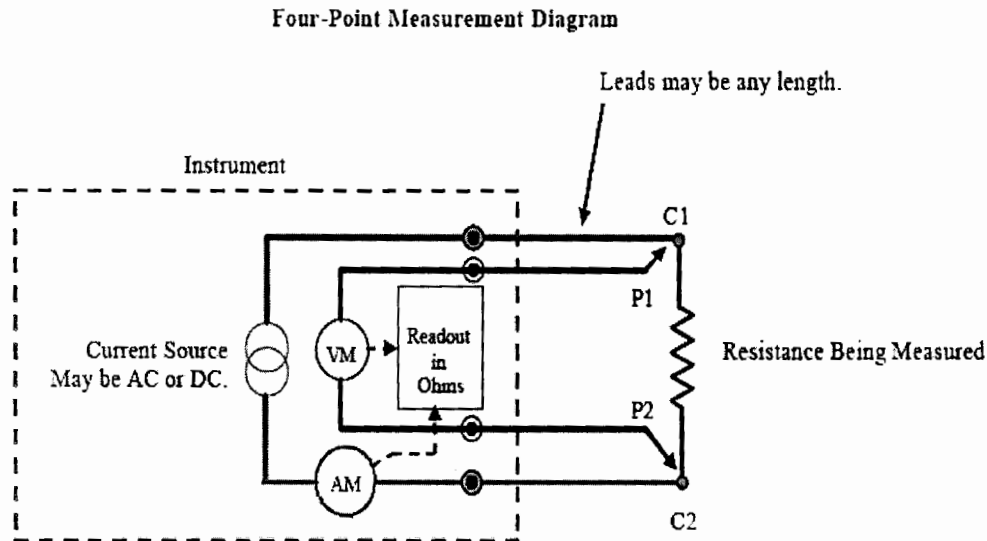 Four-Point Measurement Diagram
Leads may be any length.
Instrument
C1
P1
Current Source
May be AC or DC.
VM
Readout
in
Ohms
Resistance Being Measured
P2
AM
C2